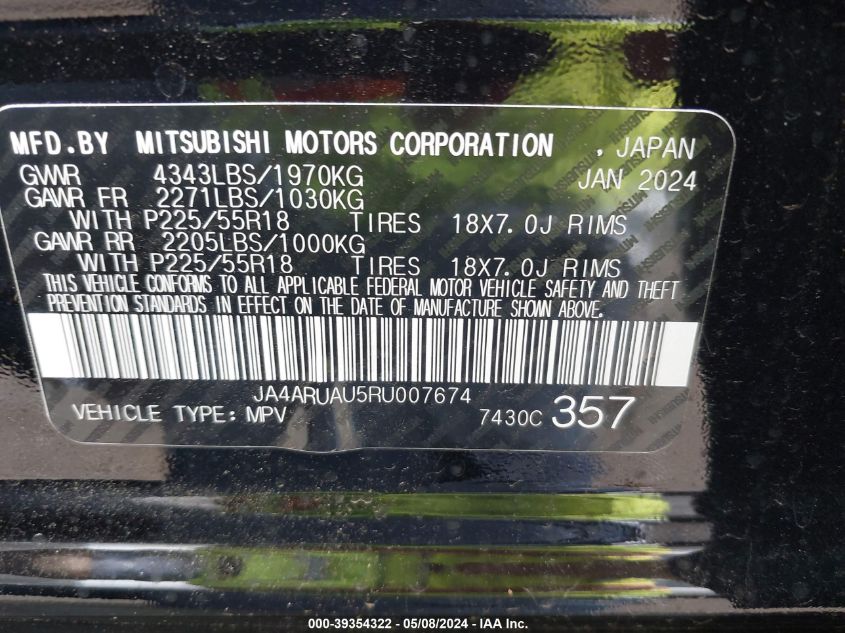 MFD.BY MITSUBISHI MOTORS CORPORATION , JAPAN
GVWR 4343LBS/1970KG JAN 2024
GAWR FR 2271LBS/1030KG
WITH P225/55R18 TIRES 18X7.0J RIMS
GAWR RR 2205LBS/1000KG
WITH P225/55R18 TIRES 18X7.0J RIMS
THIS VEHICLE CONFORMS TO ALL APPLICABLE FEDERAL MOTOR VEHICLE SAFETY AND THEFT
PREVENTION STANDARDS IN EFFECT ON THE DATE OF MANUFACTURE SHOWN ABOVE.
JA4ARUAU5RU007674
VEHICLE TYPE: MPV 7430C 357
000-39354322 - 05/08/2024 - IAA Inc.